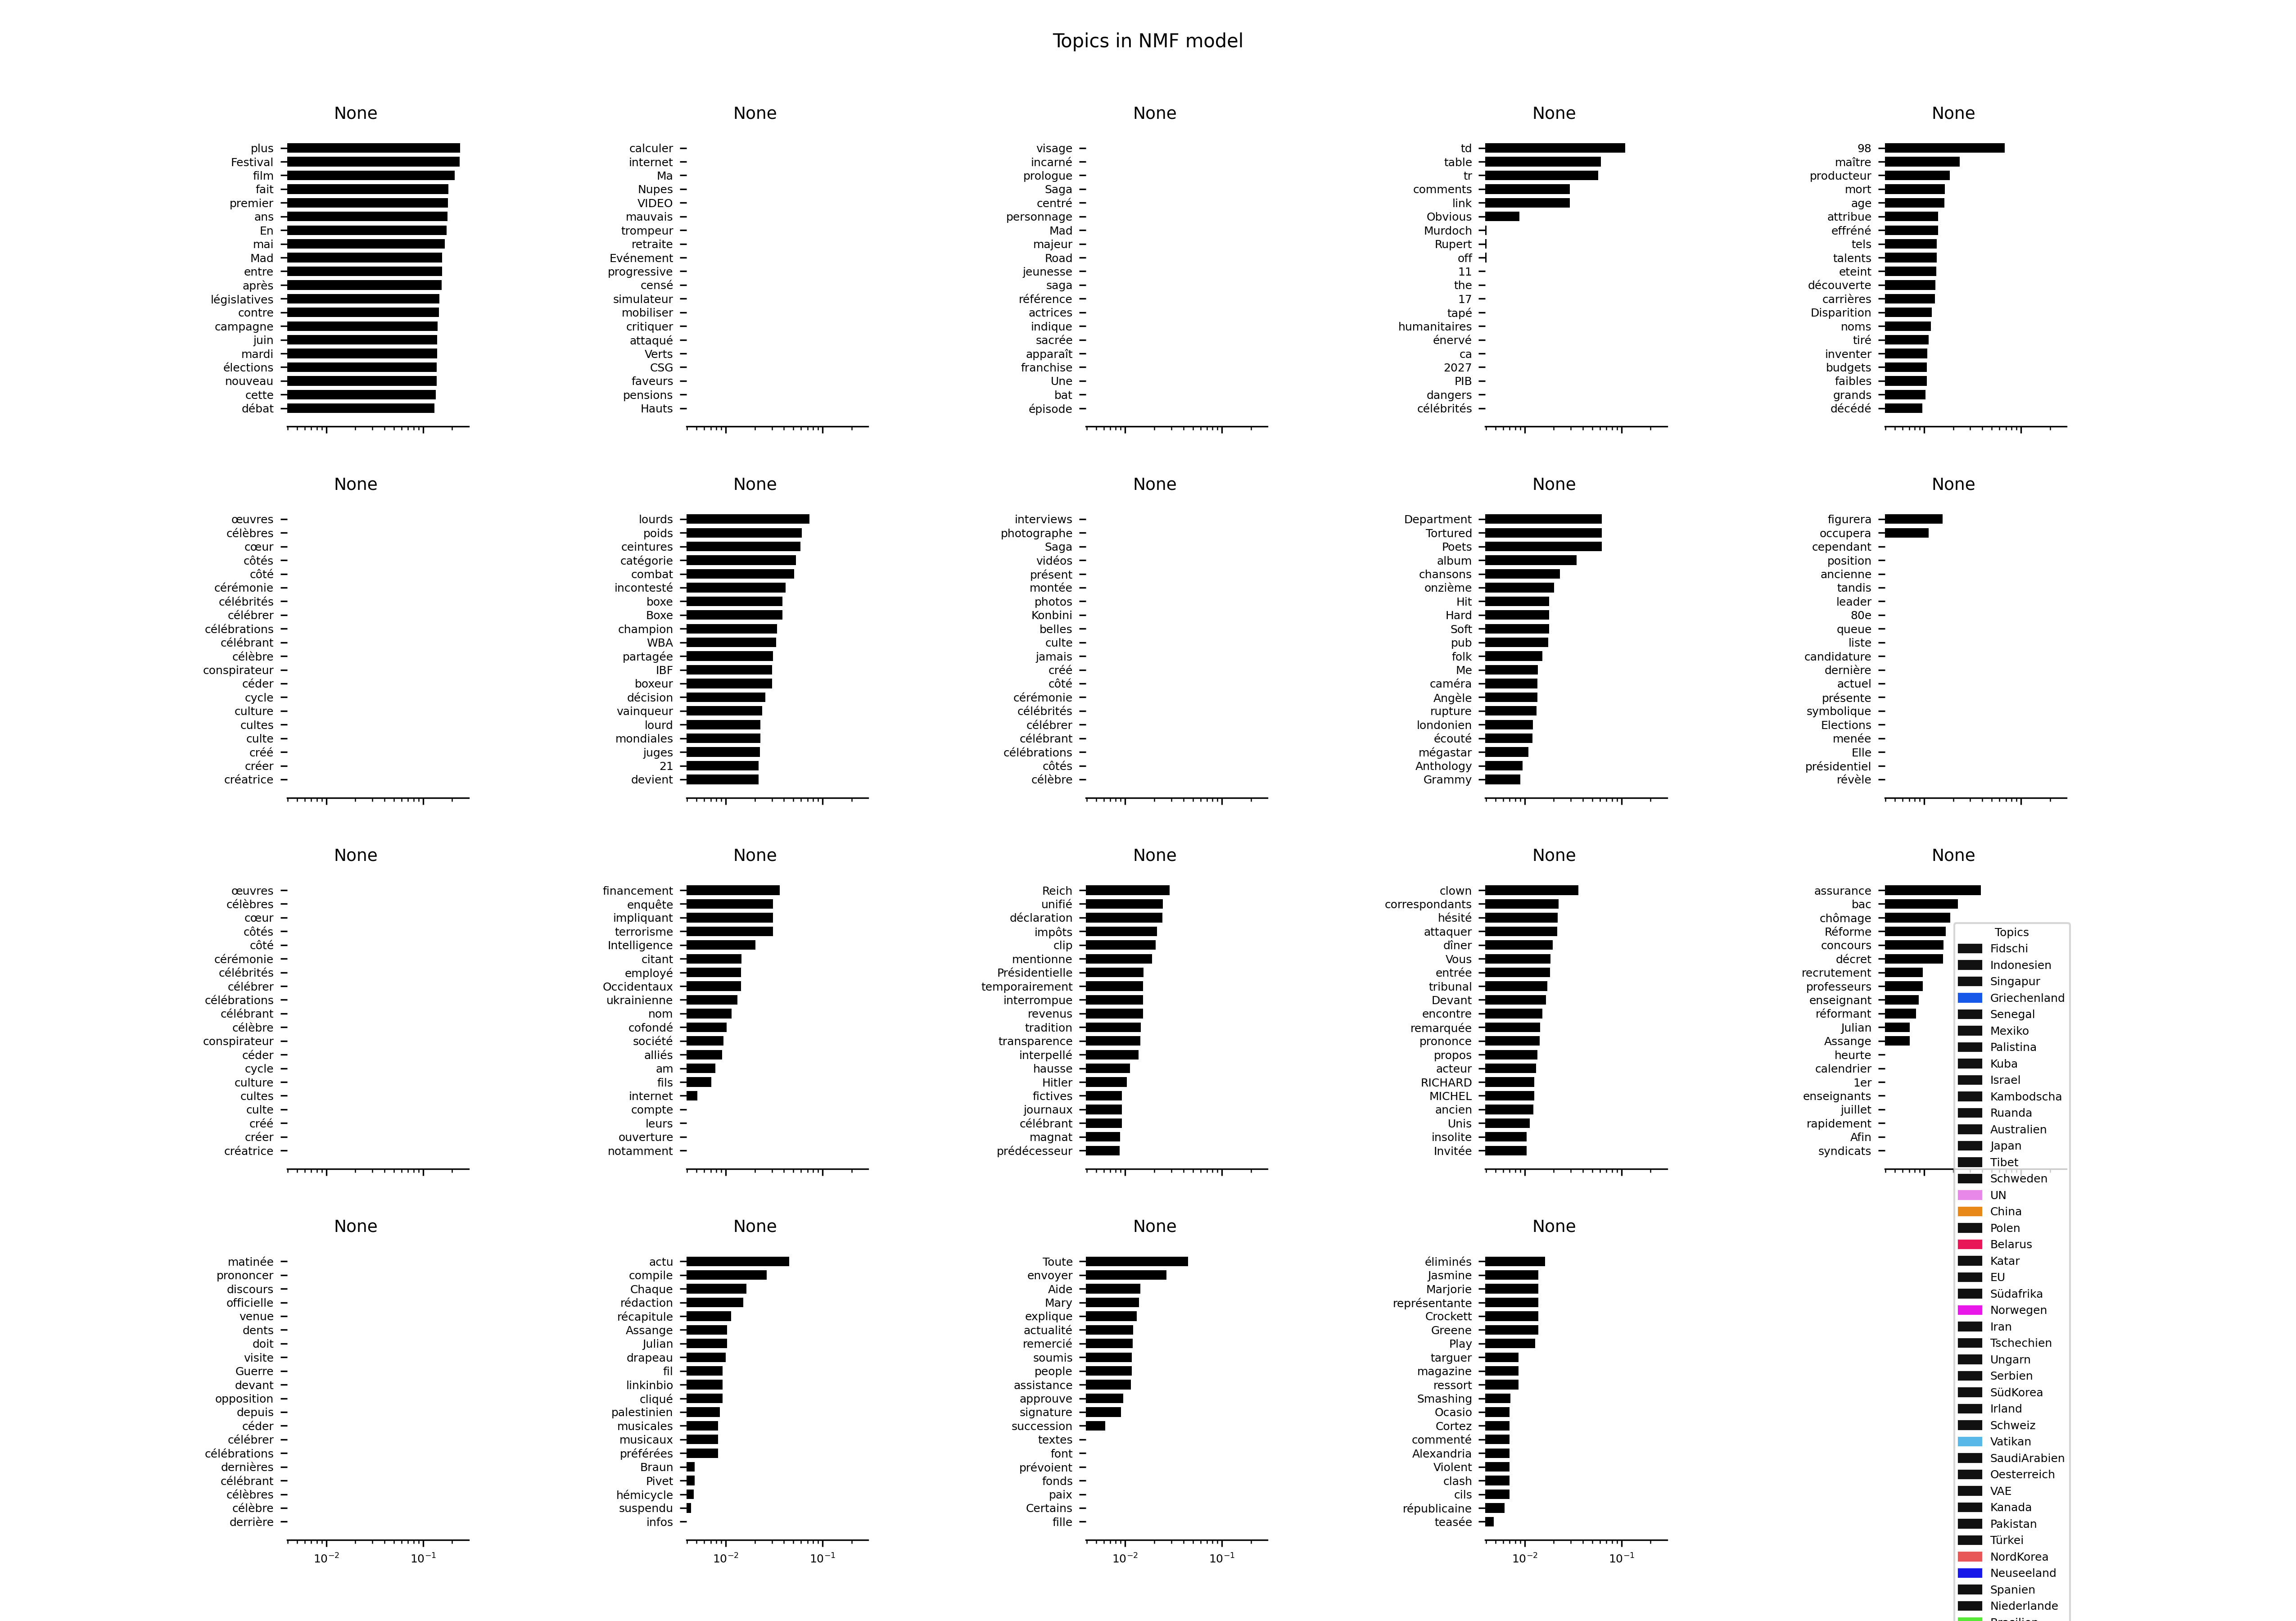 Topics in NMF model
None
plus
Festival
film
fait
premier
ans
En
mai
Mad
entre
après
législatives
contre
campagne
juin
mardi
élections
nouveau
cette
débat
None
calculer
internet
Ma
Nupes
VIDEO
mauvais
trompeur
retraite
Evénement
progressive
censé
simulateur
mobiliser
critiquer
attaqué
Verts
CSG
faveurs
pensions
Hauts
None
visage
incarné
prologue
Saga
centré
personnage
Mad
majeur
Road
jeunesse
saga
référence
actrices
indique
sacrée
apparaît
franchise
Une
bat
épisode
None
td
table
tr
comments
link
Obvious
Murdoch
Rupert
off
11
the
17
tapé
humanitaires
énervé
ca
2027
PIB
dangers
célébrités
None
98
maître
producteur
mort
age
attribue
effréné
tels
talents
eteint
découverte
carrières
Disparition
noms
tiré
inventer
budgets
faibles
grands
décédé
None
œuvres
célèbres
cœur
côtés
côté
cérémonie
célébrités
célébrer
célébrations
célébrant
célèbre
conspirateur
céder
cycle
culture
cultes
culte
créé
créer
créatrice
None
lourds
poids
ceintures
catégorie
combat
incontesté
boxe
Boxe
champion
WBA
partagée
IBF
boxeur
décision
vainqueur
lourd
mondiales
juges
21
devient
None
interviews
photographe
Saga
vidéos
présent
montée
photos
Konbini
belles
culte
jamais
créé
côté
cérémonie
célébrités
célébrer
célébrant
célébrations
côtés
célèbre
None
Department
Tortured
Poets
album
chansons
onzième
Hit
Hard
Soft
pub
folk
Me
caméra
Angèle
rupture
londonien
écouté
mégastar
Anthology
Grammy
None
figurera
occupera
cependant
position
ancienne
tandis
leader
80e
queue
liste
candidature
dernière
actuel
présente
symbolique
Elections
menée
Elle
présidentiel
révèle
None
œuvres
célèbres
cœur
côtés
côté
cérémonie
célébrités
célébrer
célébrations
célébrant
célèbre
conspirateur
céder
cycle
culture
cultes
culte
créé
créer
créatrice
None
financement
enquête
impliquant
terrorisme
Intelligence
citant
employé
Occidentaux
ukrainienne
nom
cofondé
société
alliés
am
fils
internet
compte
leurs
ouverture
notamment
None
Reich
unifié
déclaration
impôts
clip
mentionne
Présidentielle
temporairement
interrompue
revenus
tradition
transparence
interpellé
hausse
Hitler
fictives
journaux
célébrant
magnat
prédécesseur
None
clown
correspondants
hésité
attaquer
dîner
Vous
entrée
tribunal
Devant
encontre
remarquée
prononce
propos
acteur
RICHARD
MICHEL
ancien
Unis
insolite
Invitée
None
assurance
bac
chômage
Réforme
concours
décret
recrutement
professeurs
enseignant
réformant
Julian
Assange
heurte
calendrier
1er
enseignants
juillet
rapidement
Afin
syndicats
None
matinée
prononcer
discours
officielle
venue
dents
doit
visite
Guerre
devant
opposition
depuis
céder
célébrer
célébrations
dernières
célébrant
célèbres
célèbre
derrière
10⁻² 10⁻¹
None
actu
compile
Chaque
rédaction
récapitule
Assange
Julian
drapeau
fil
linkinbio
cliqué
palestinien
musicales
musicaux
préférées
Braun
Pivet
hémicycle
suspendu
infos
10⁻² 10⁻¹
None
Toute
envoyer
Aide
Mary
explique
actualité
remercié
soumis
people
assistance
approuve
signature
succession
textes
font
prévoient
fonds
paix
Certains
fille
10⁻² 10⁻¹
None
éliminés
Jasmine
Marjorie
représentante
Crockett
Greene
Play
targuer
magazine
ressort
Smashing
Ocasio
Cortez
commenté
Alexandria
Violent
clash
cils
républicaine
teasée
10⁻² 10⁻¹
Topics
Fidschi
Indonesien
Singapur
Griechenland
Senegal
Mexiko
Palistina
Kuba
Israel
Kambodscha
Ruanda
Australien
Japan
Tibet
Schweden
UN
China
Polen
Belarus
Katar
EU
Südafrika
Norwegen
Iran
Tschechien
Ungarn
Serbien
SüdKorea
Irland
Schweiz
Vatikan
SaudiArabien
Oesterreich
VAE
Kanada
Pakistan
Türkei
NordKorea
Neuseeland
Spanien
Niederlande